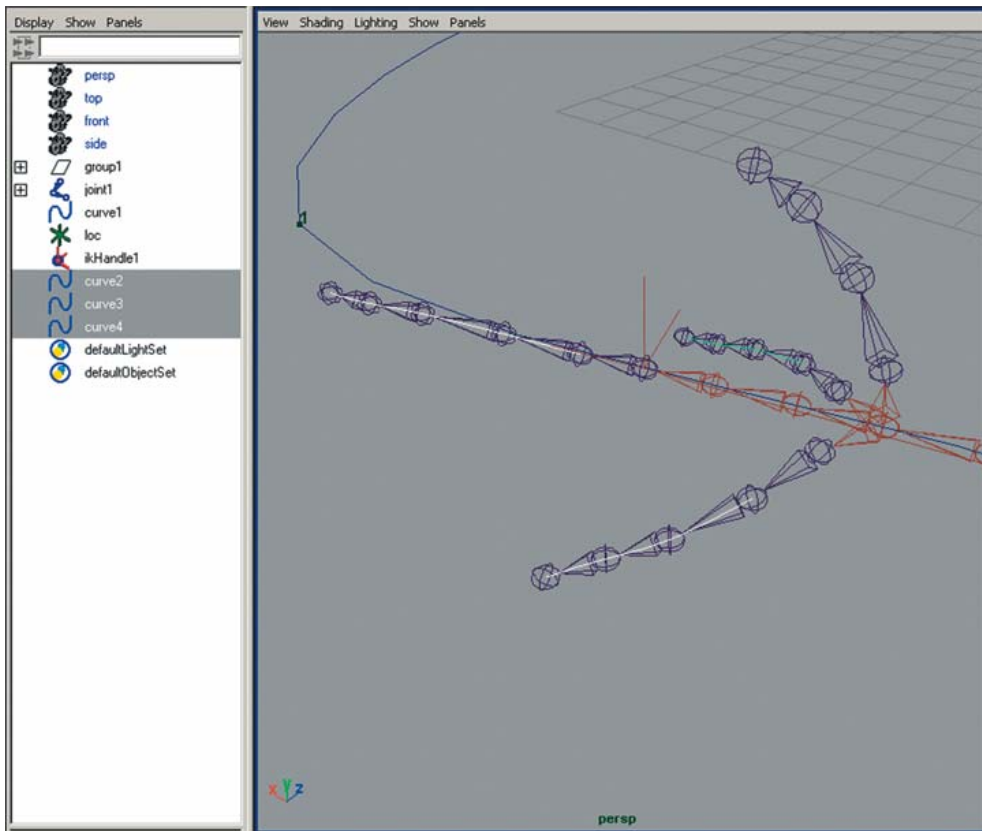 Display Show Panels
View Shading Lighting Show Panels
persp
top
front
side
group1
joint1
curve1
loc
ikHandle1
curve2
curve3
curve4
defaultLightSet
defaultObjectSet
1
x y z
persp